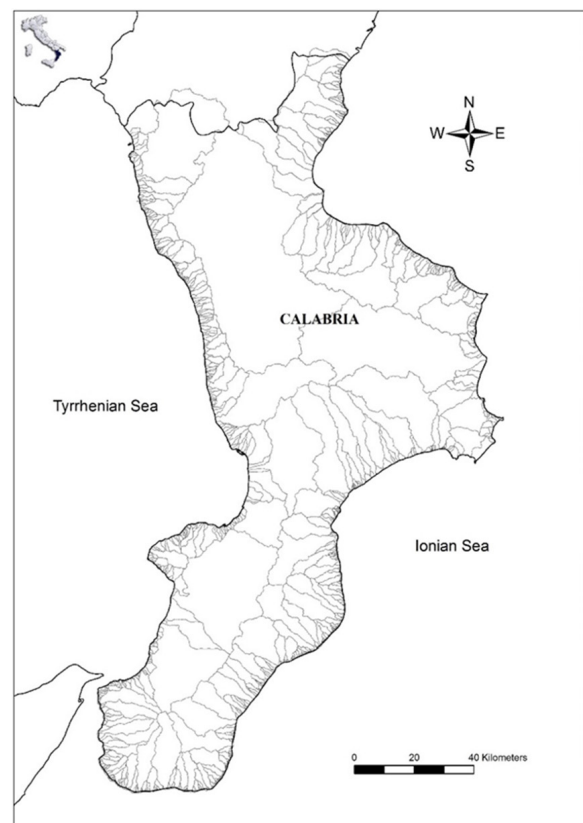 N
W E
S
CALABRIA
Tyrrhenian Sea
Ionian Sea
0 20 40 Kilometers